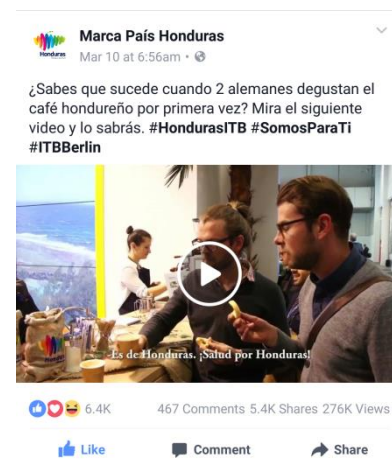 Marca País Honduras
Mar 10 at 6:56am
Honduras
¿Sabes que sucede cuando 2 alemanes degustan el
café hondureño por primera vez? Mira el siguiente
video y lo sabrás. #HondurasITB #SomosParaTi
#ITBBerlin
Es de Honduras. ¡Salud por Honduras!
6.4K 467 Comments 5.4K Shares 276K Views
Like Comment Share